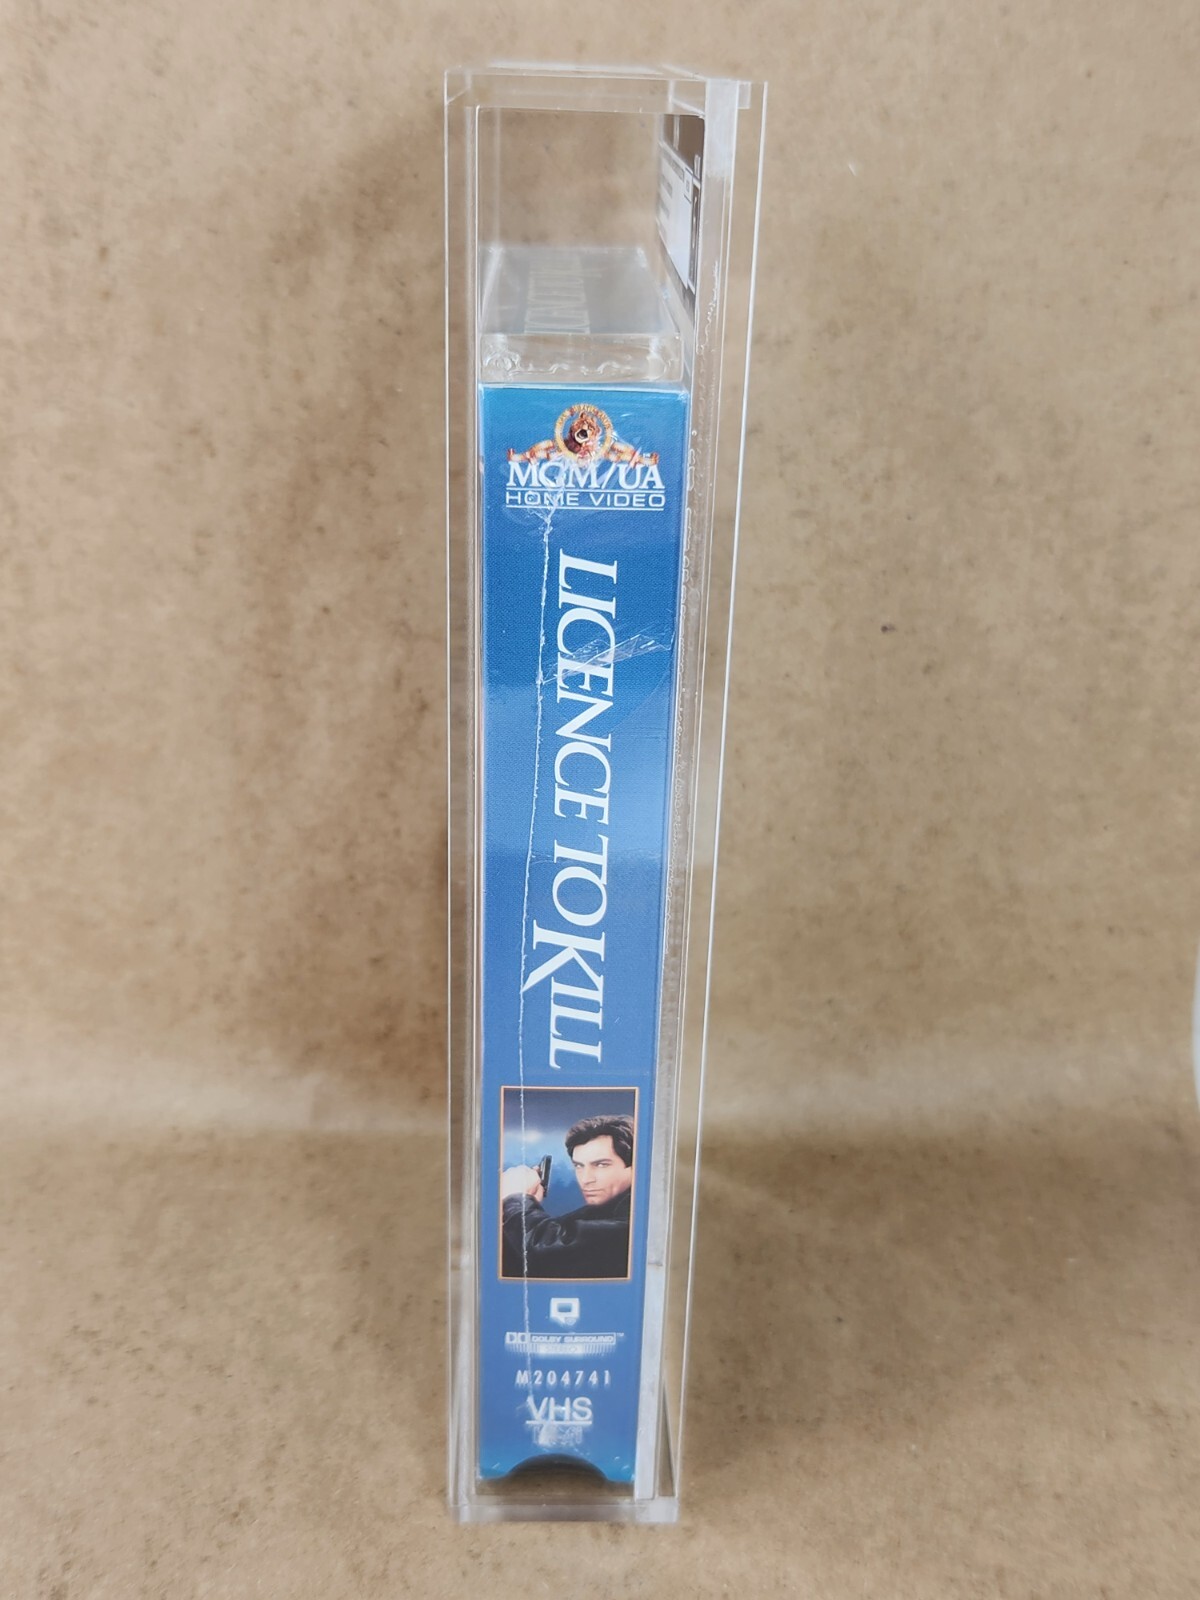 MGM/UA
HOME VIDEO
LICENCE TO KILL
DOLBY SURROUND
M204741
VHS